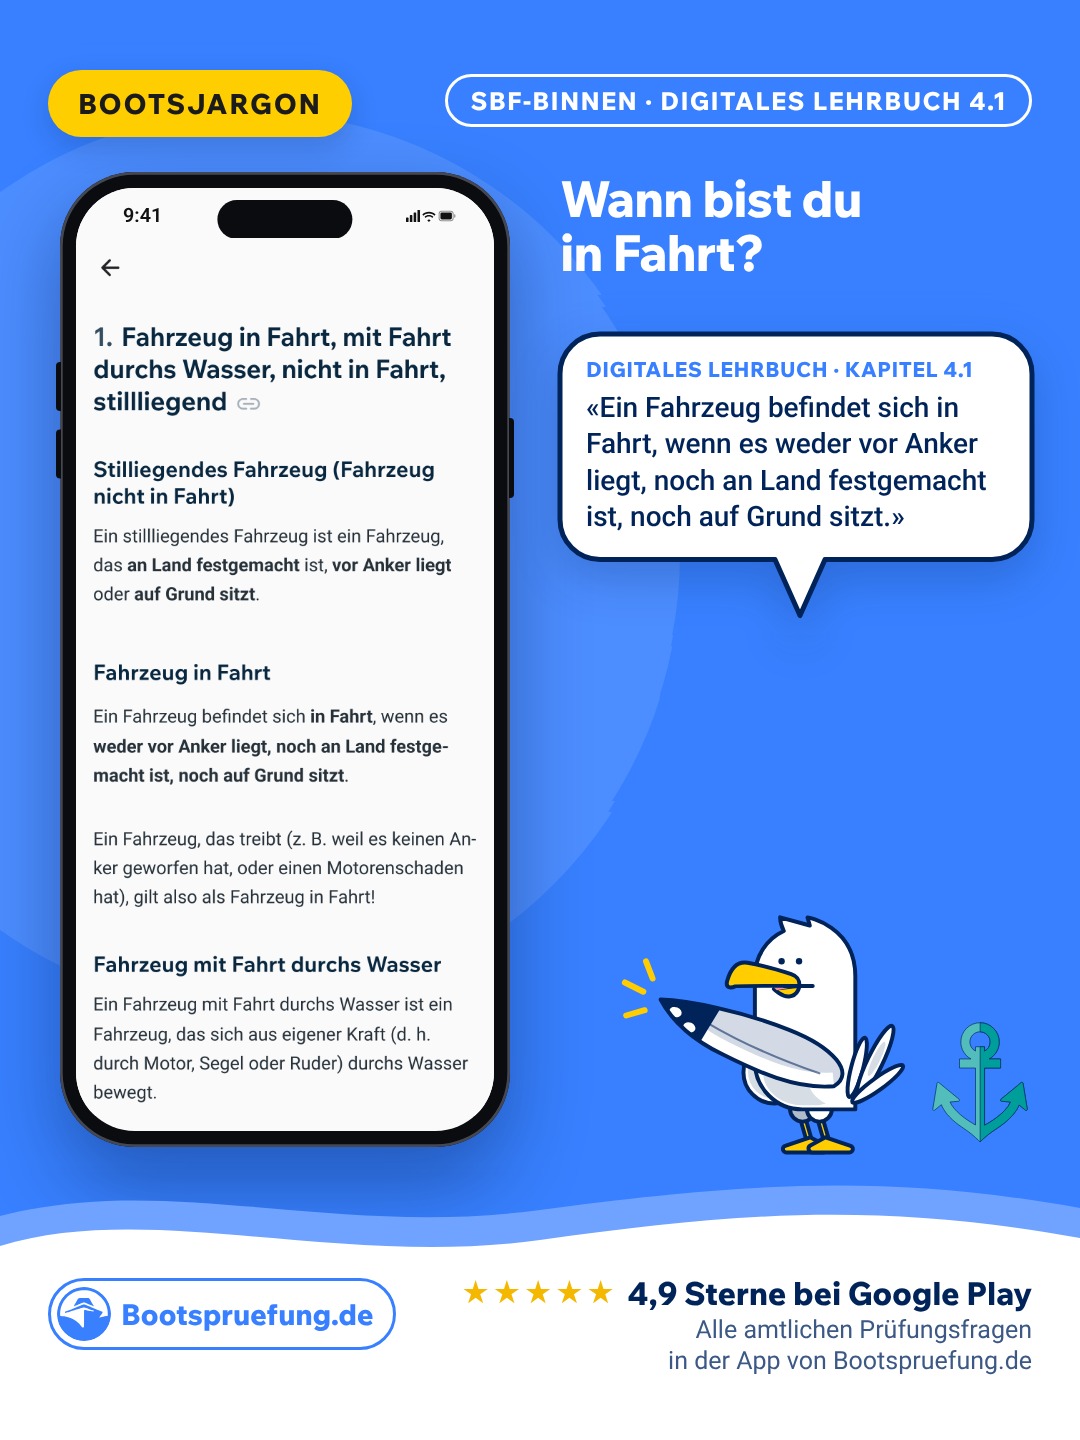 BOOTSJARGON
SBF-BINNEN · DIGITALES LEHRBUCH 4.1
9:41
1. Fahrzeug in Fahrt, mit Fahrt
durchs Wasser, nicht in Fahrt,
stillliegend
Stilliegendes Fahrzeug (Fahrzeug
nicht in Fahrt)
Ein stillliegendes Fahrzeug ist ein Fahrzeug,
das an Land festgemacht ist, vor Anker liegt
oder auf Grund sitzt.
Fahrzeug in Fahrt
Ein Fahrzeug befindet sich in Fahrt, wenn es
weder vor Anker liegt, noch an Land festge-
macht ist, noch auf Grund sitzt.
Ein Fahrzeug, das treibt (z. B. weil es keinen An-
ker geworfen hat, oder einen Motorenschaden
hat), gilt also als Fahrzeug in Fahrt!
Fahrzeug mit Fahrt durchs Wasser
Ein Fahrzeug mit Fahrt durchs Wasser ist ein
Fahrzeug, das sich aus eigener Kraft (d. h.
durch Motor, Segel oder Ruder) durchs Wasser
bewegt.
Wann bist du
in Fahrt?
DIGITALES LEHRBUCH · KAPITEL 4.1
«Ein Fahrzeug befindet sich in
Fahrt, wenn es weder vor Anker
liegt, noch an Land festgemacht
ist, noch auf Grund sitzt.»
Bootspruefung.de
★★★★★ 4,9 Sterne bei Google Play
Alle amtlichen Prüfungsfragen
in der App von Bootspruefung.de